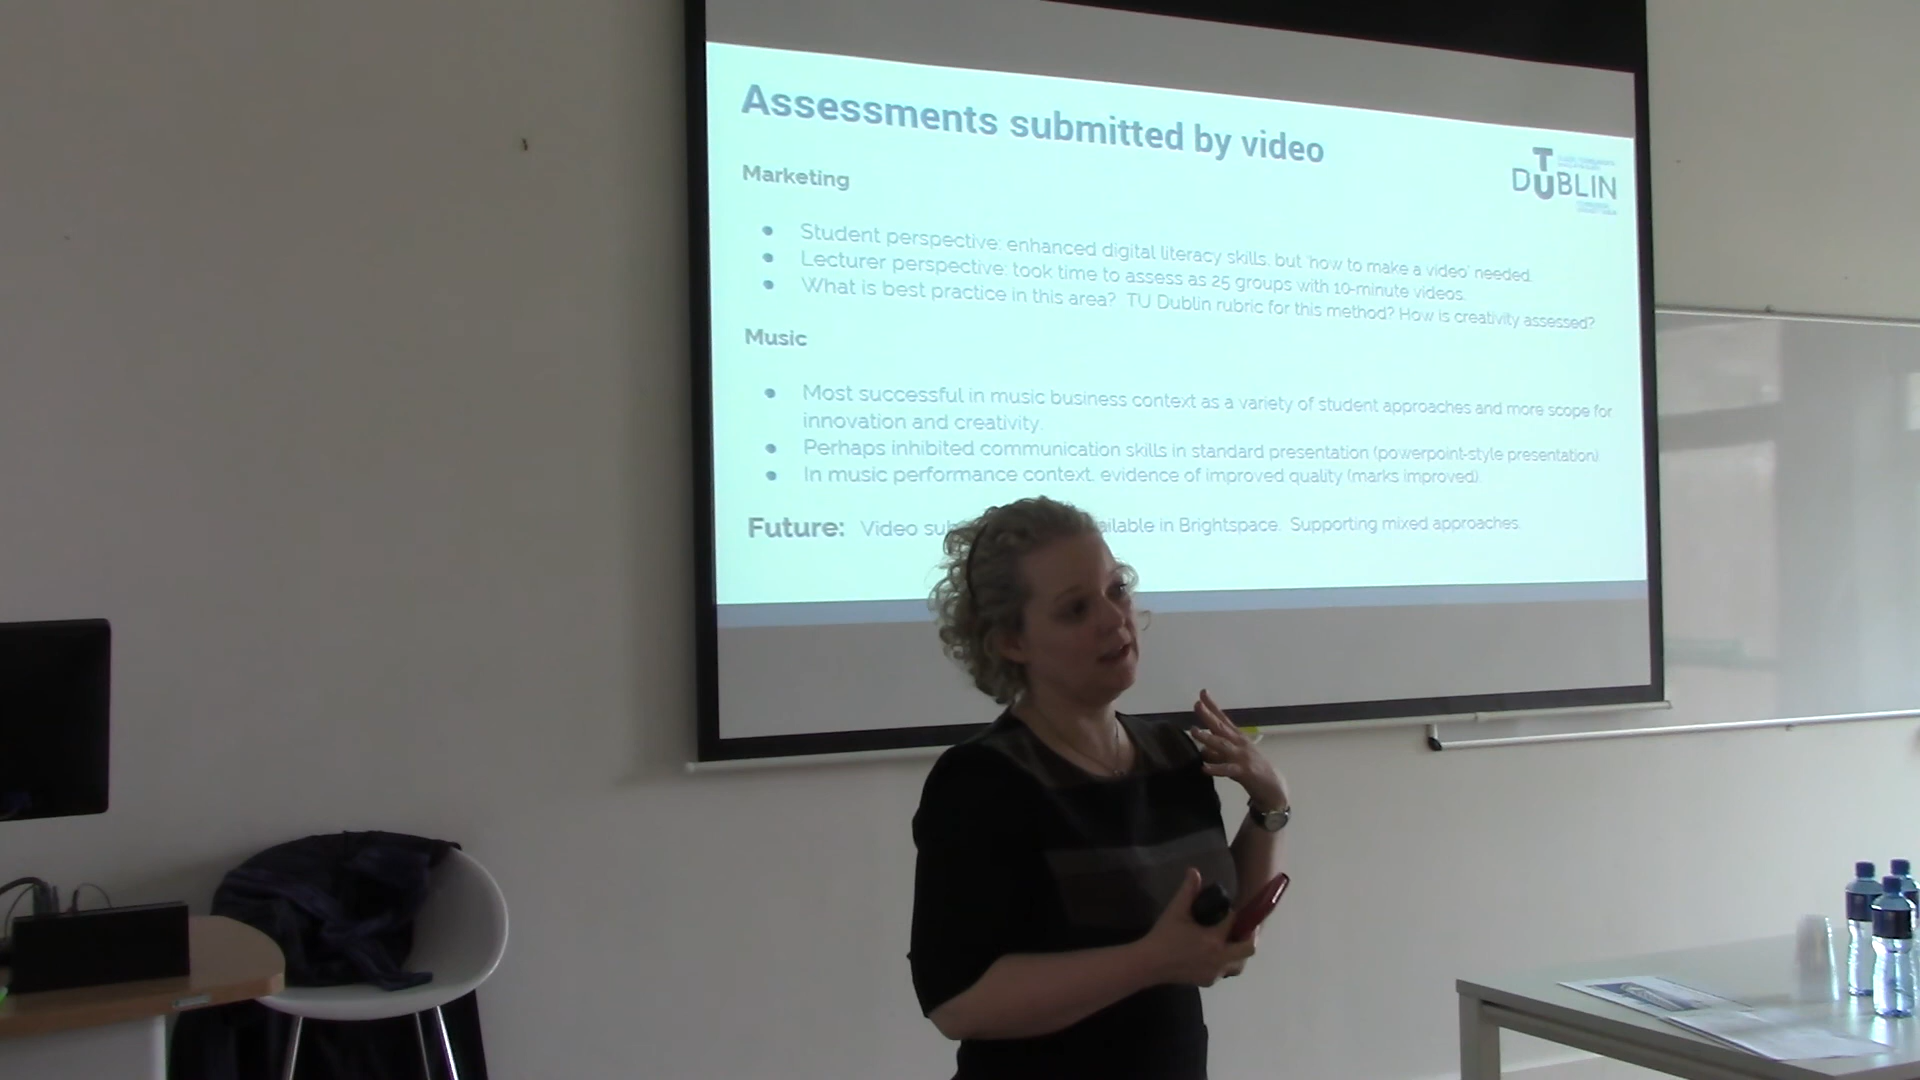 Assessments submitted by video
TU DUBLIN
Marketing
Student perspective: enhanced digital literacy skills, but 'how to make a video' needed.
Lecturer perspective: took time to assess as 25 groups with 10-minute videos.
What is best practice in this area? TU Dublin rubric for this method? How is creativity assessed?
Music
Most successful in music business context as a variety of student approaches and more scope for
innovation and creativity.
Perhaps inhibited communication skills in standard presentation (powerpoint-style presentation)
In music performance context, evidence of improved quality (marks improved).
Future: Video su ailable in Brightspace. Supporting mixed approaches.